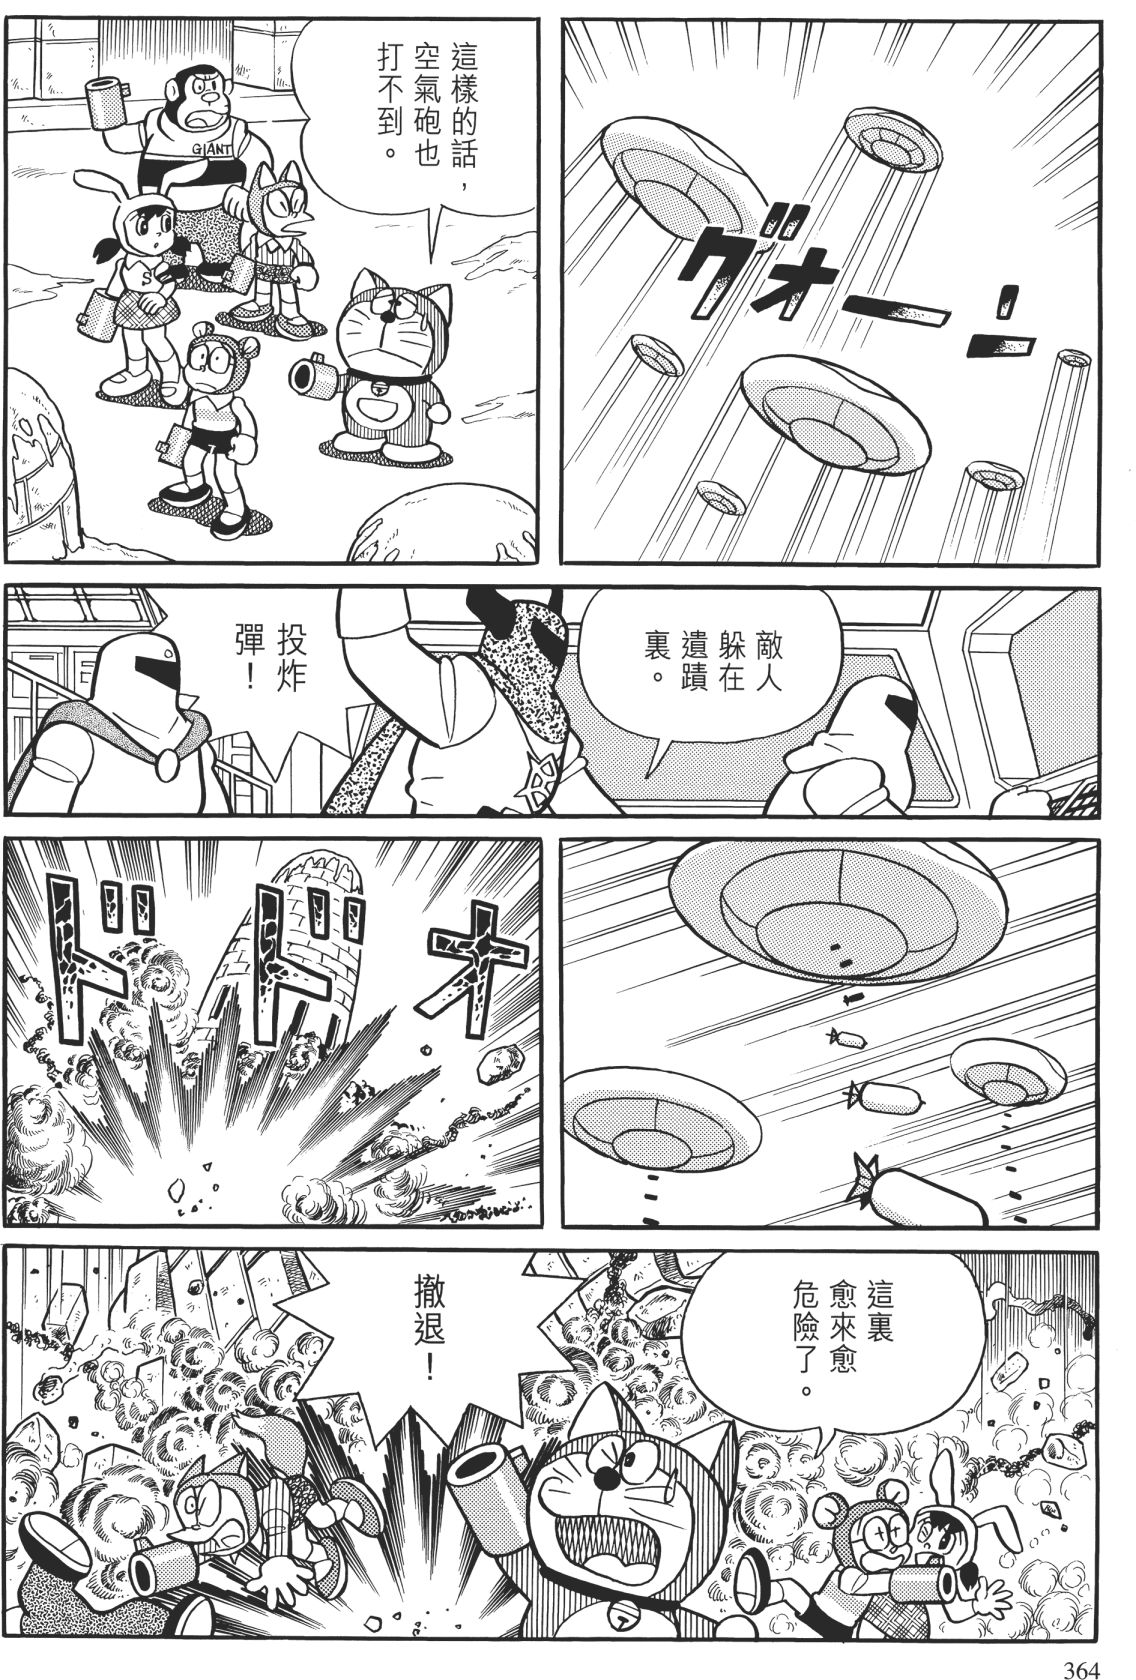 グオーー
這樣的話，
空氣砲也
打不到。
GIANT
S
敵人
躲在
遺蹟
裏。
投炸
彈！
ドドオ
這裏
愈來愈
危險了。
撤退！
364